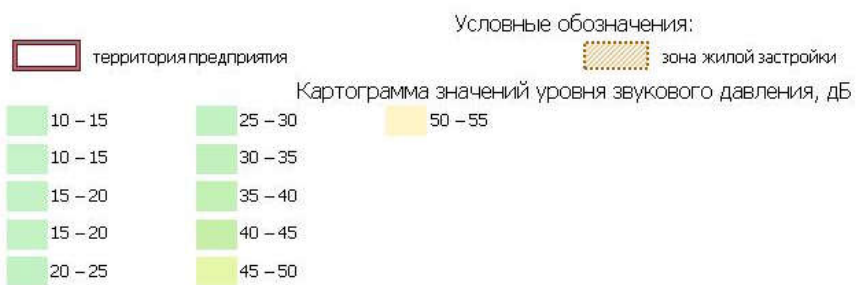 Условные обозначения:
территория предприятия зона жилой застройки
Картограмма значений уровня звукового давления, дБ
10 – 15 25 – 30 50 – 55
10 – 15 30 – 35
15 – 20 35 – 40
15 – 20 40 – 45
20 – 25 45 – 50